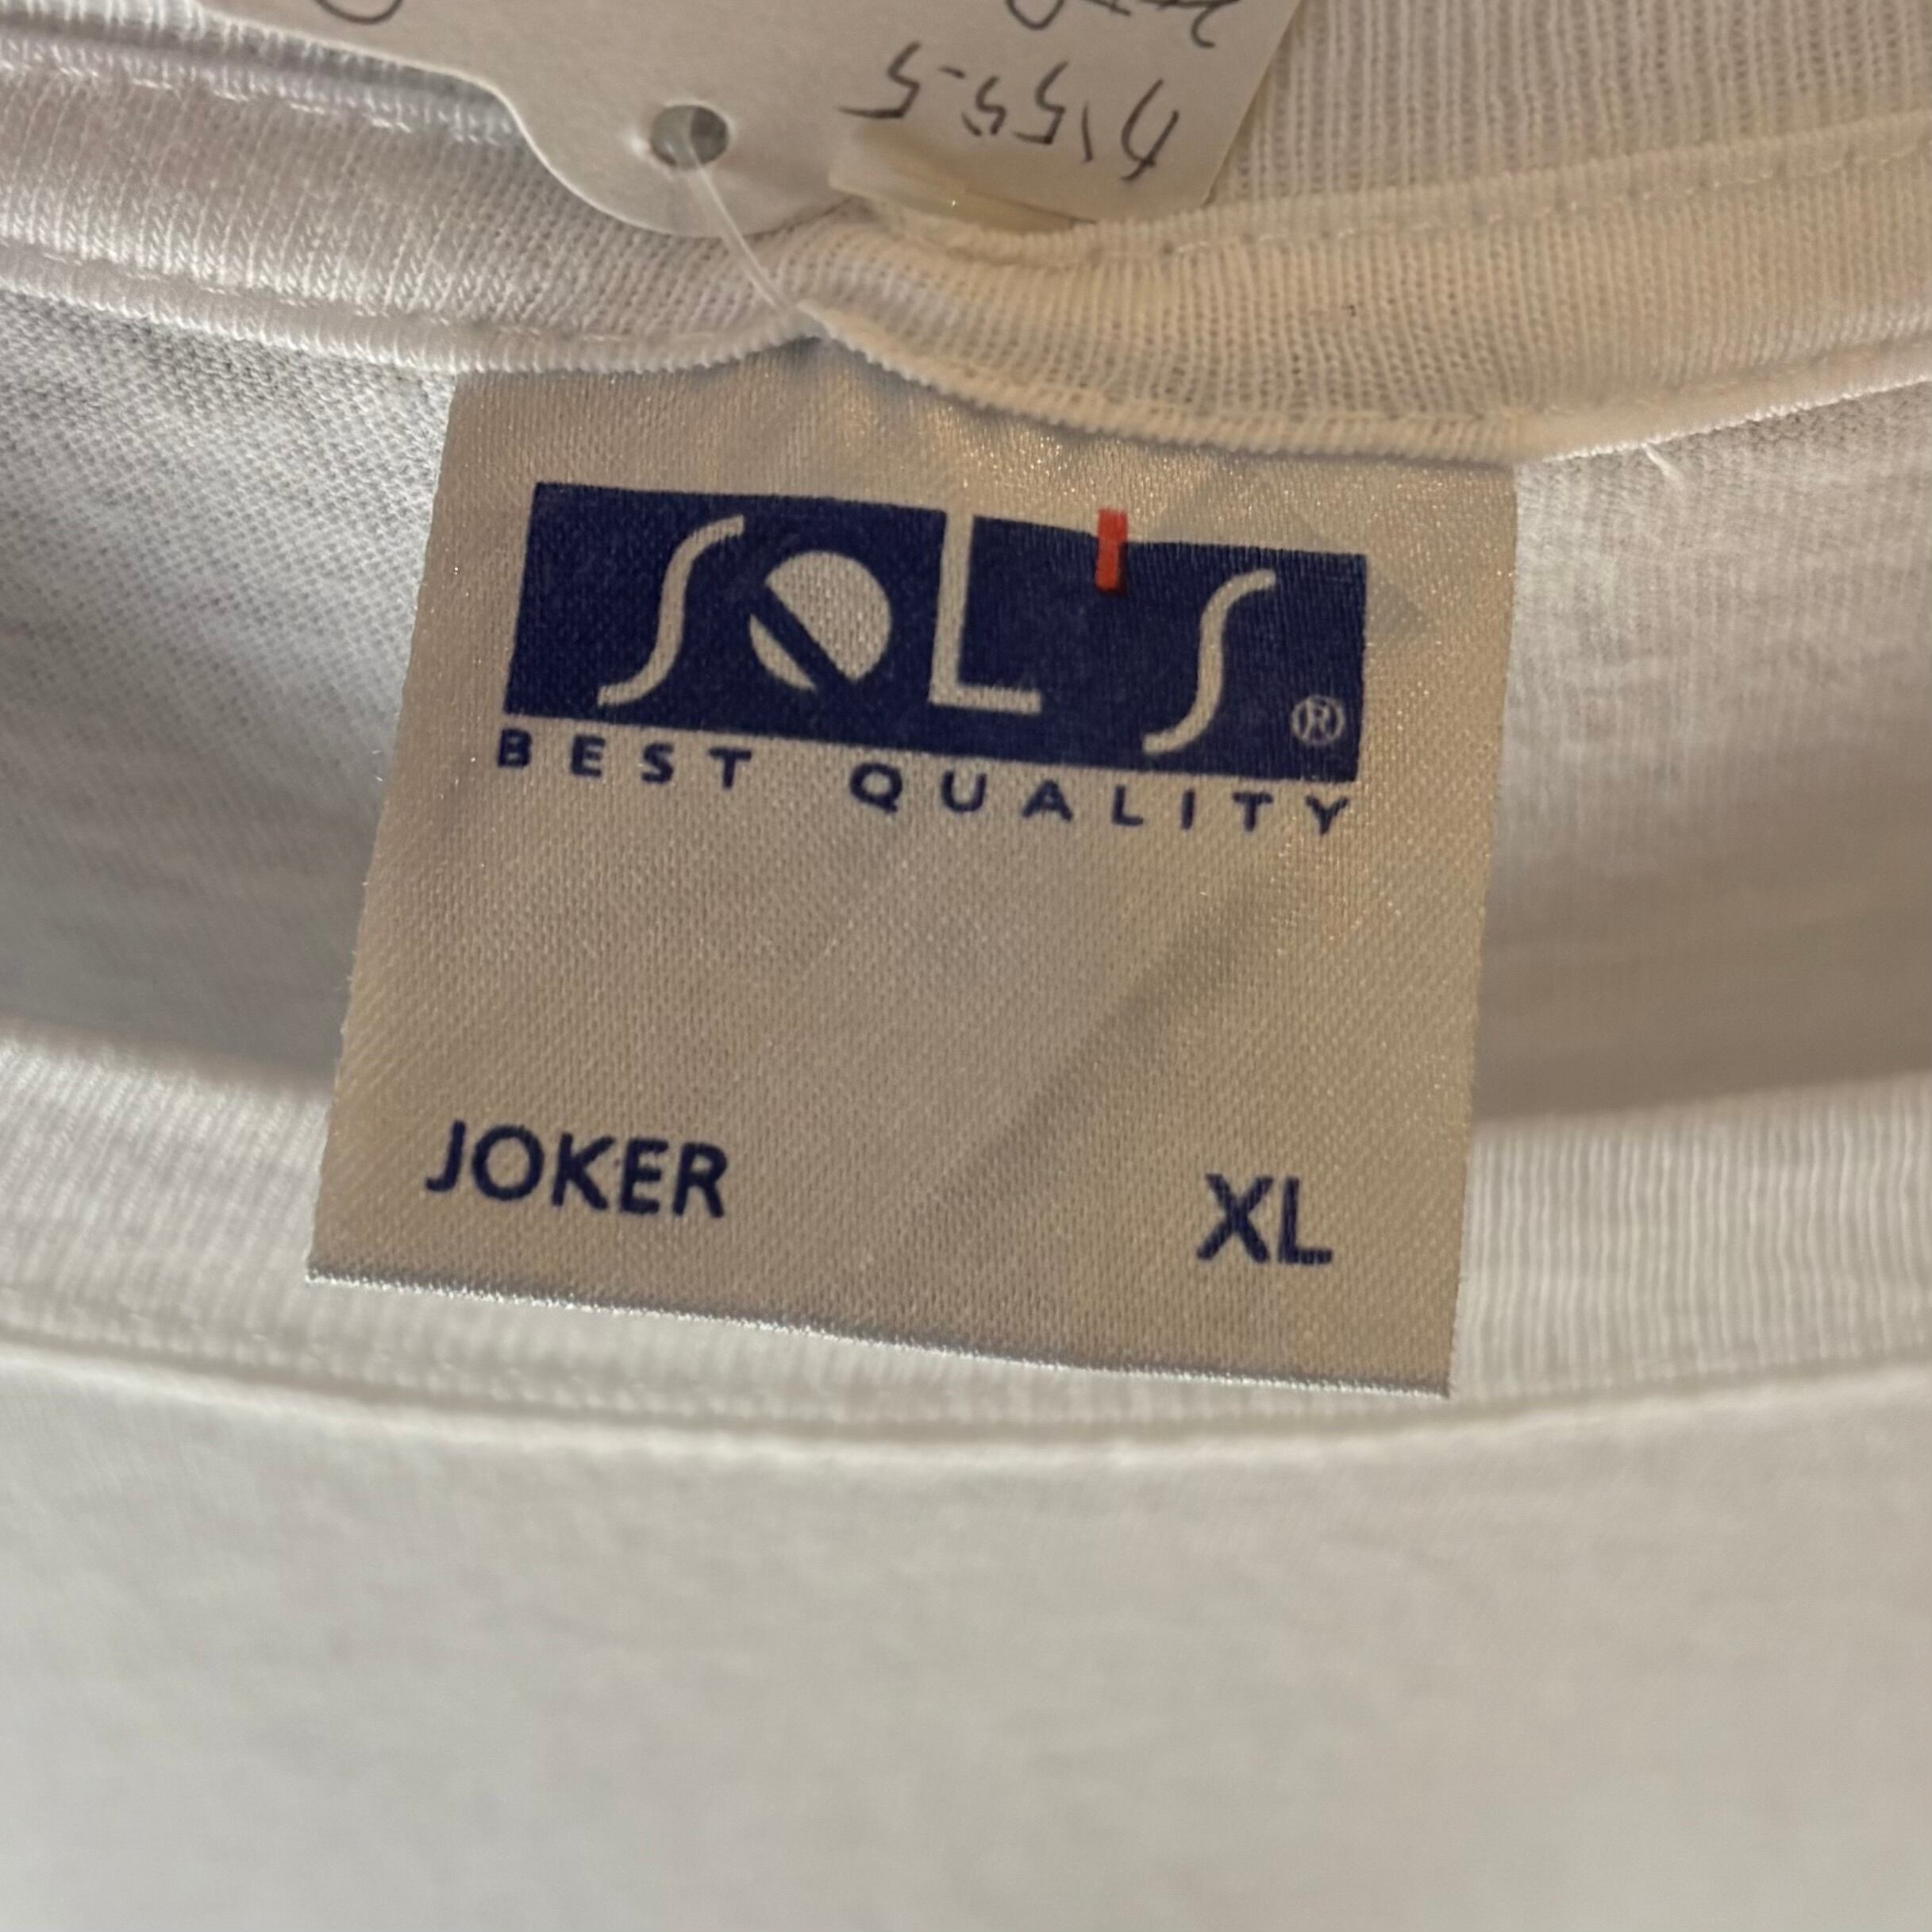 SOL'S®
BEST QUALITY
JOKER XL